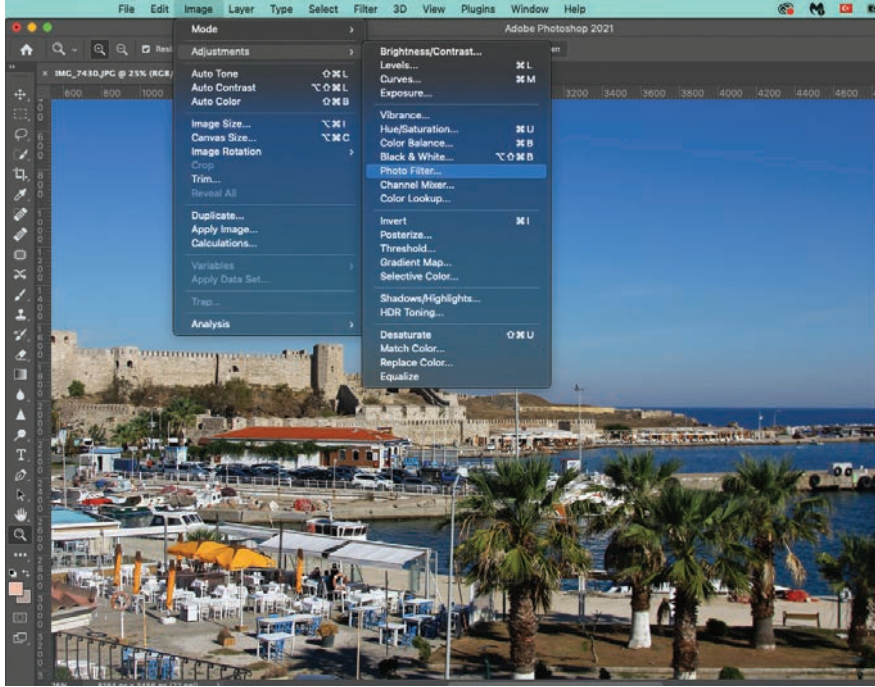 File Edit Image Layer Type Select Filter 3D View Plugins Window Help
Adobe Photoshop 2021
IMG_7430.JPG @ 25% (RGB/
600 800 1000 3200 3400 3600 3800 4000 4200 4400 4600
Mode
Adjustments
Auto Tone ⇧⌘L
Auto Contrast ⌥⇧⌘L
Auto Color ⇧⌘B
Image Size... ⌥⌘I
Canvas Size... ⌥⌘C
Image Rotation
Crop
Trim...
Reveal All
Duplicate...
Apply Image...
Calculations...
Variables
Apply Data Set...
Trap...
Analysis
Brightness/Contrast...
Levels... ⌘L
Curves... ⌘M
Exposure...
Vibrance...
Hue/Saturation... ⌘U
Color Balance... ⌘B
Black & White... ⌥⇧⌘B
Photo Filter...
Channel Mixer...
Color Lookup...
Invert ⌘I
Posterize...
Threshold...
Gradient Map...
Selective Color...
Shadows/Highlights...
HDR Toning...
Desaturate ⇧⌘U
Match Color...
Replace Color...
Equalize